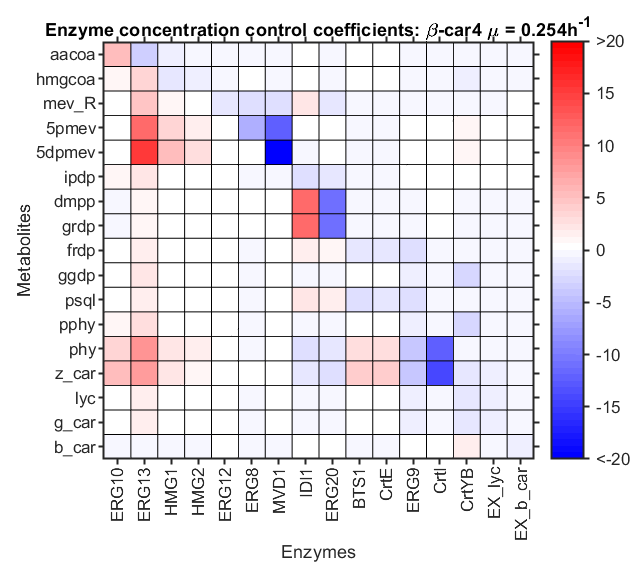 Enzyme concentration control coefficients: β-car4 μ = 0.254h⁻¹
Metabolites
aacoa
hmgcoa
mev_R
5pmev
5dpmev
ipdp
dmpp
grdp
frdp
ggdp
psql
pphy
phy
z_car
lyc
g_car
b_car
ERG10
ERG13
HMG1
HMG2
ERG12
ERG8
MVD1
IDI1
ERG20
BTS1
CrtE
ERG9
CrtI
CrtYB
EX_lyc
EX_b_car
Enzymes
>20
15
10
5
0
-5
-10
-15
<-20